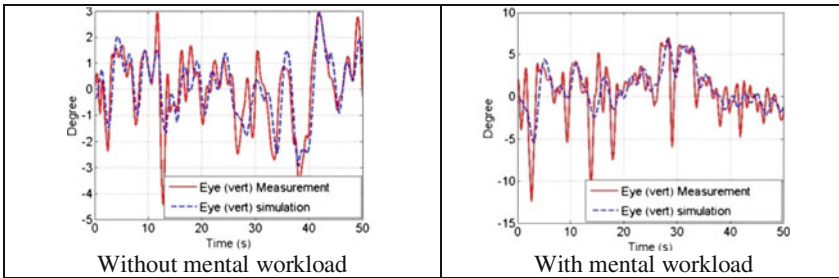 3
2
1
0
-1
-2
-3
-4
-5
Degree
Eye (vert) Measurement
Eye (vert) simulation
0 10 20 30 40 50
Time (s)
Without mental workload
10
5
0
-5
-10
-15
Degree
Eye (vert) Measurement
Eye (vert) simulation
0 10 20 30 40 50
Time (s)
With mental workload